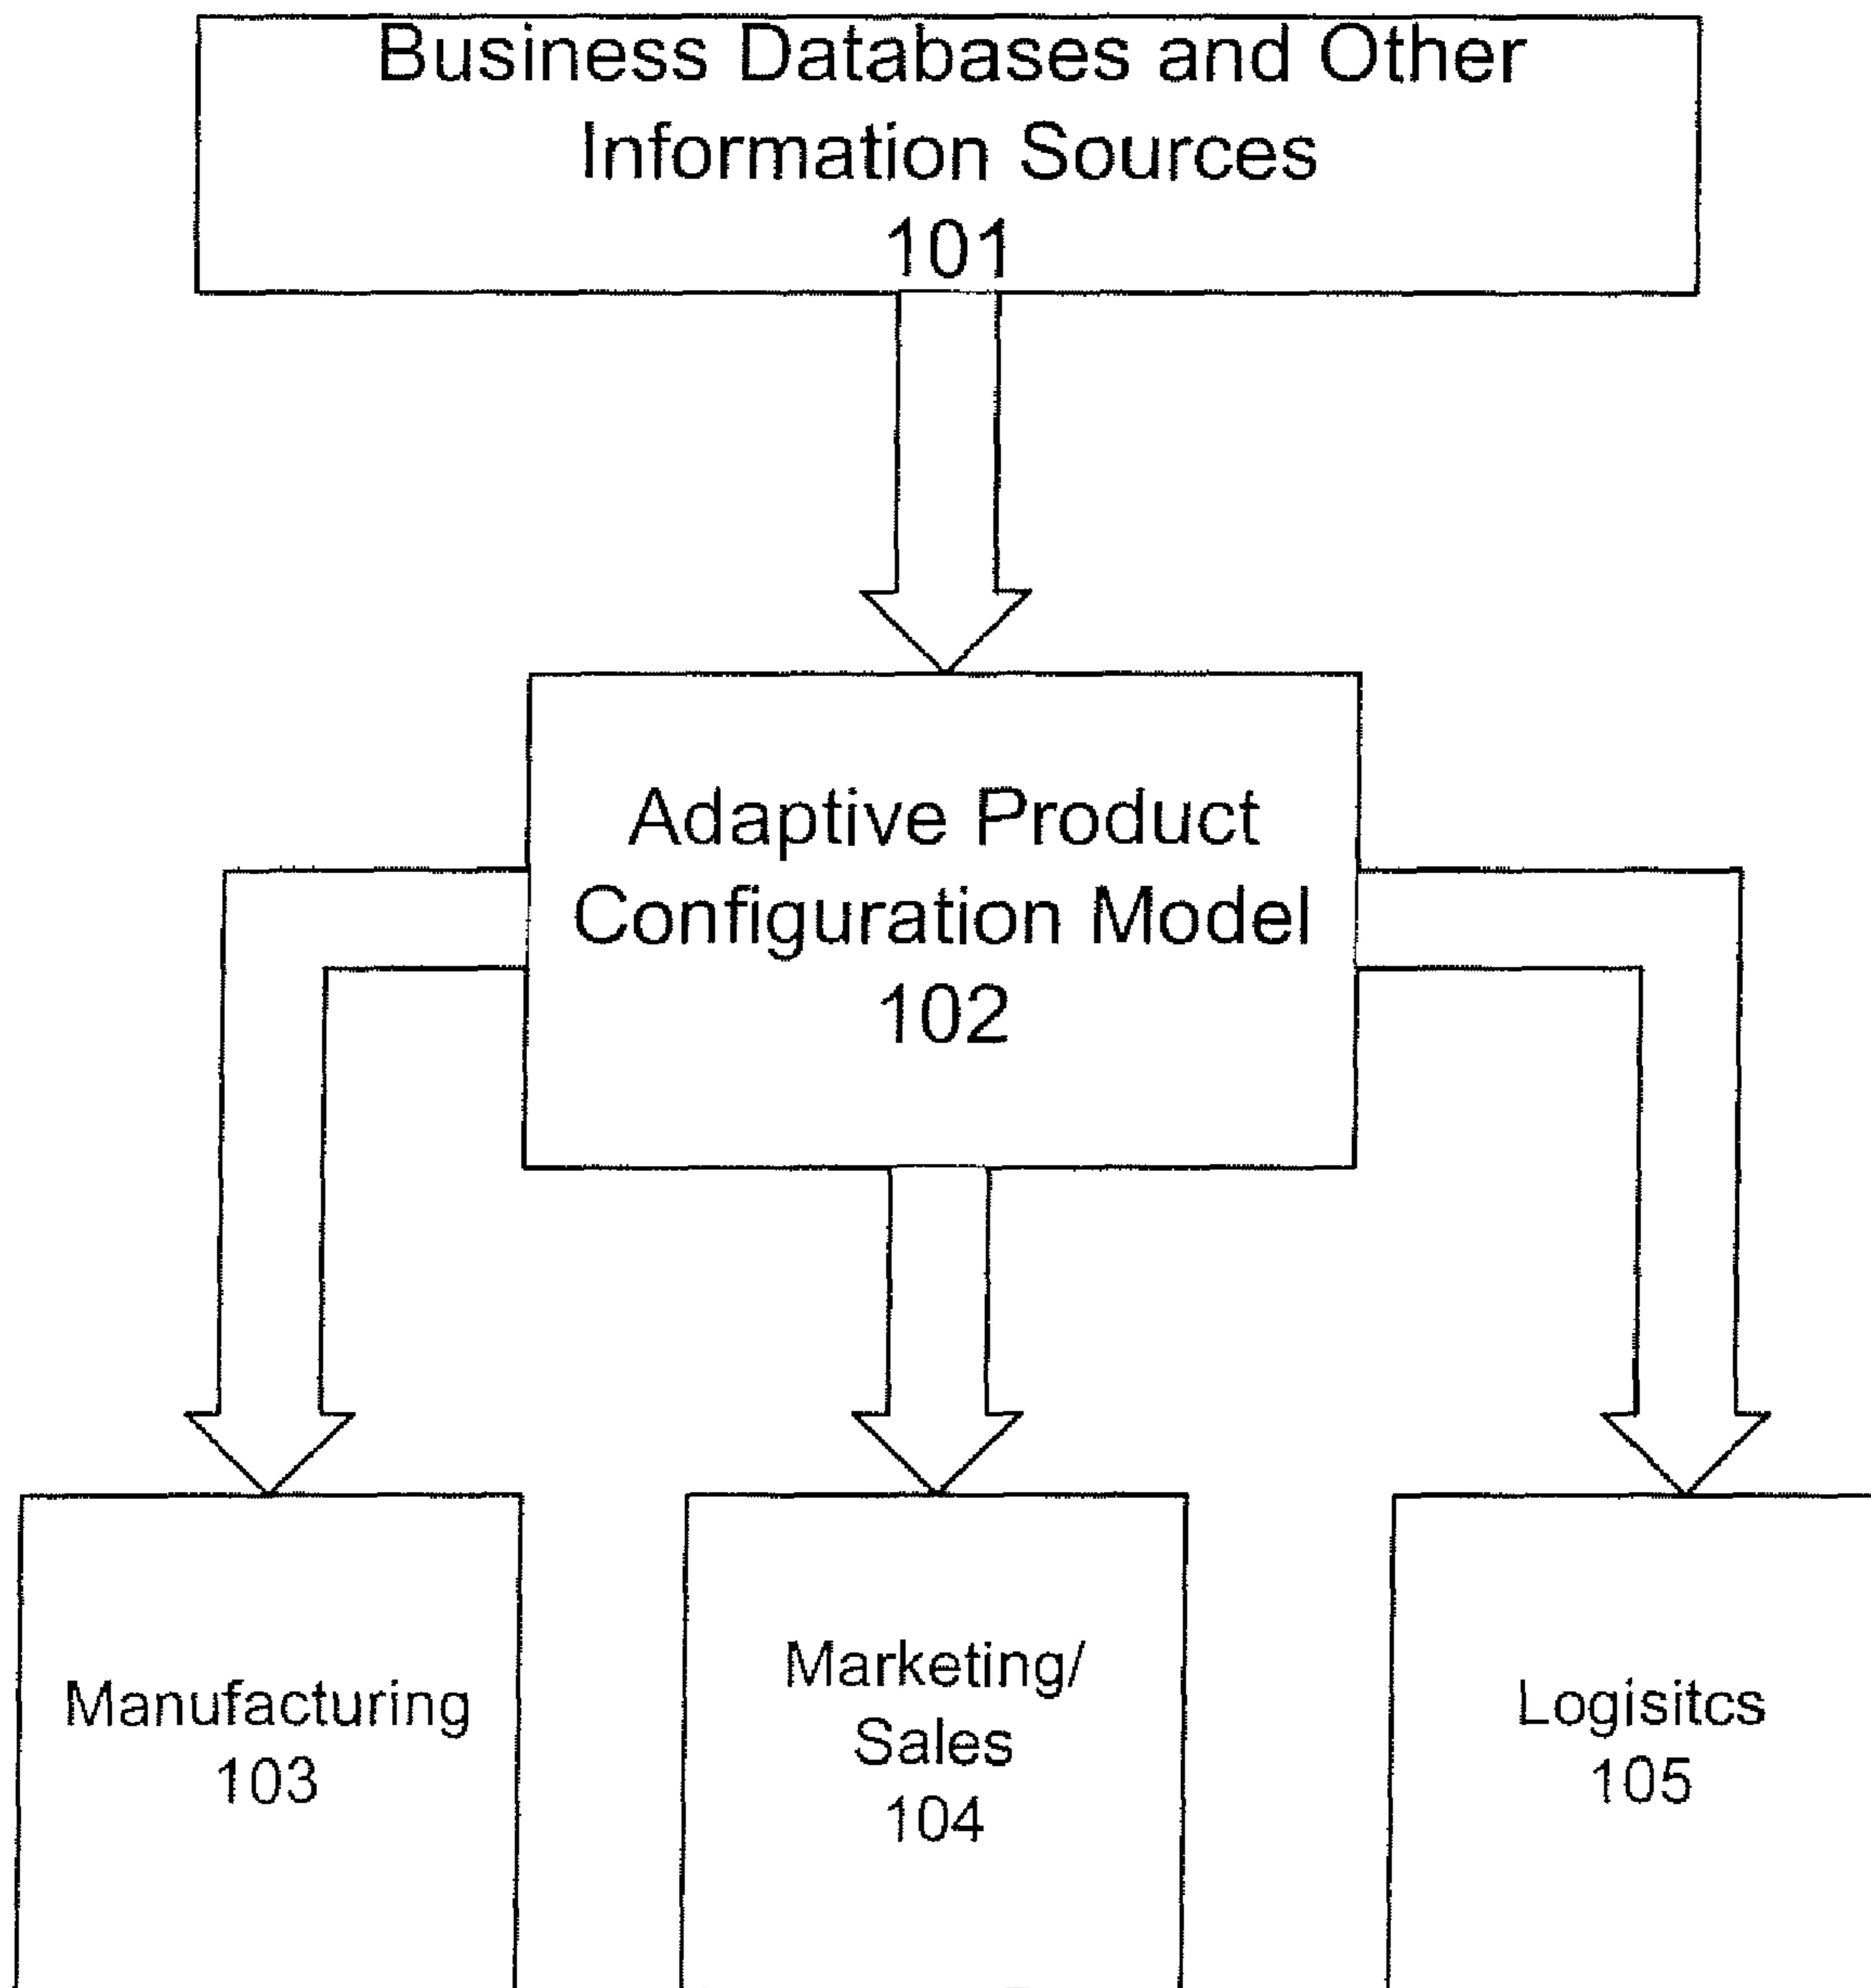 Business Databases and Other
Information Sources
101
Adaptive Product
Configuration Model
102
Manufacturing
103
Marketing/
Sales
104
Logisitcs
105